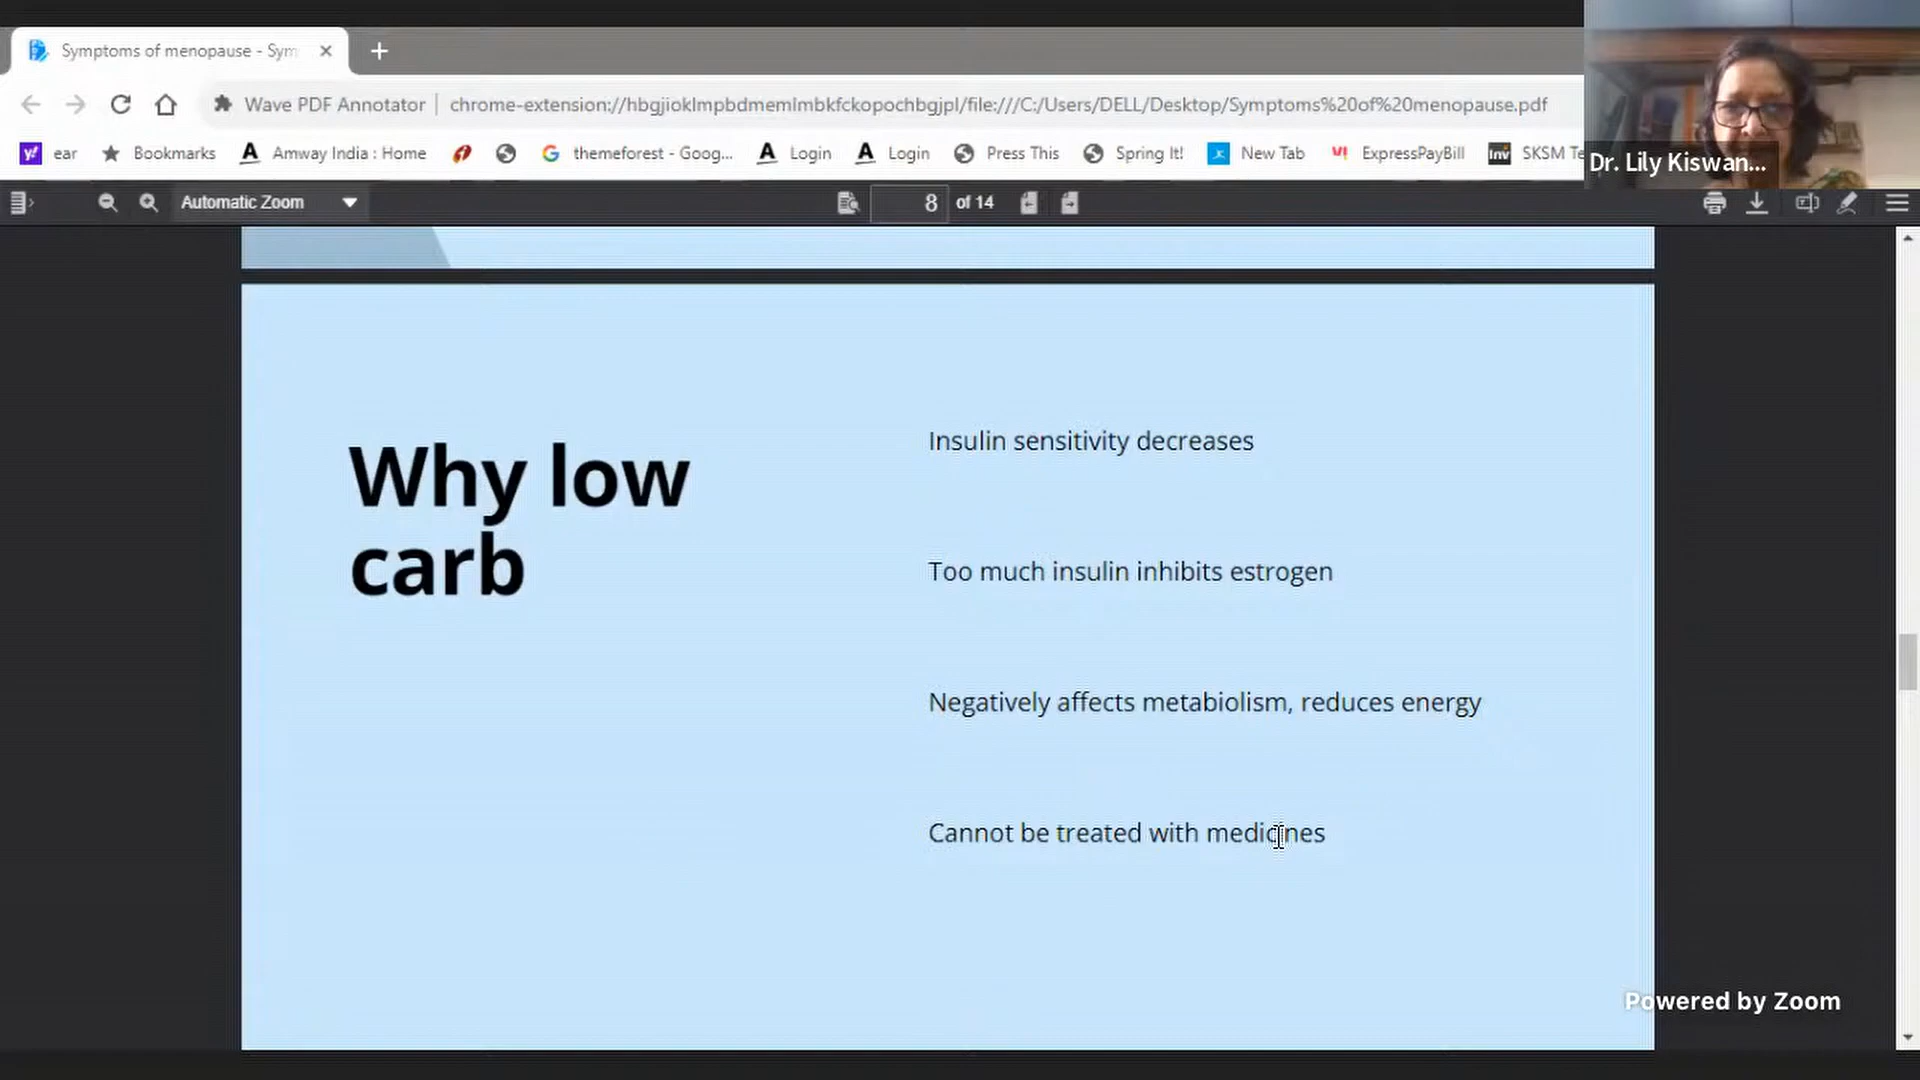 Symptoms of menopause - Sym
Wave PDF Annotator
chrome-extension://hbgjioklmpbdmemlmbkfckopochbgjpl/file:///C:/Users/DELL/Desktop/Symptoms%20of%20menopause.pdf
y! ear Bookmarks A Amway India : Home G themeforest - Goog... A Login A Login Press This Spring It! New Tab ExpressPayBill Inv SKSM Te
Dr. Lily Kiswan...
Automatic Zoom 8 of 14
Why low
carb
Insulin sensitivity decreases
Too much insulin inhibits estrogen
Negatively affects metabolism, reduces energy
Cannot be treated with medicines
Powered by Zoom